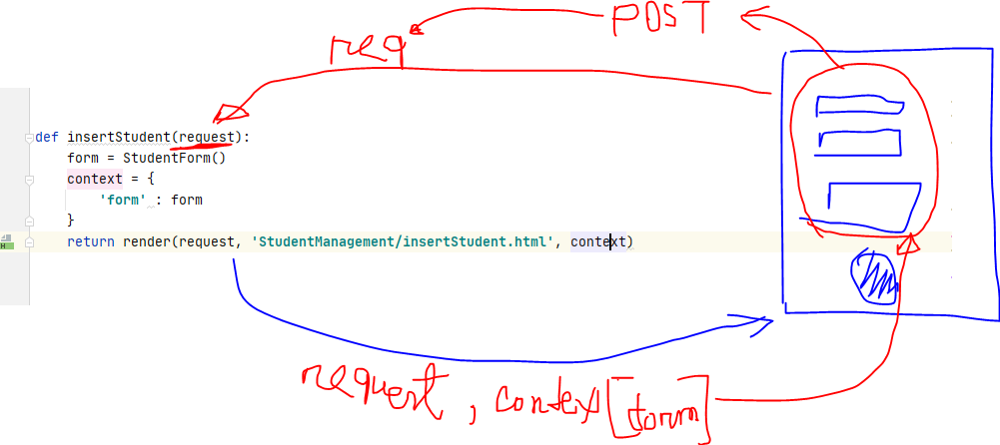 POST
req
def insertStudent(request):
form = StudentForm()
context = {
'form' : form
}
return render(request, 'StudentManagement/insertStudent.html', context)
request, context[form]